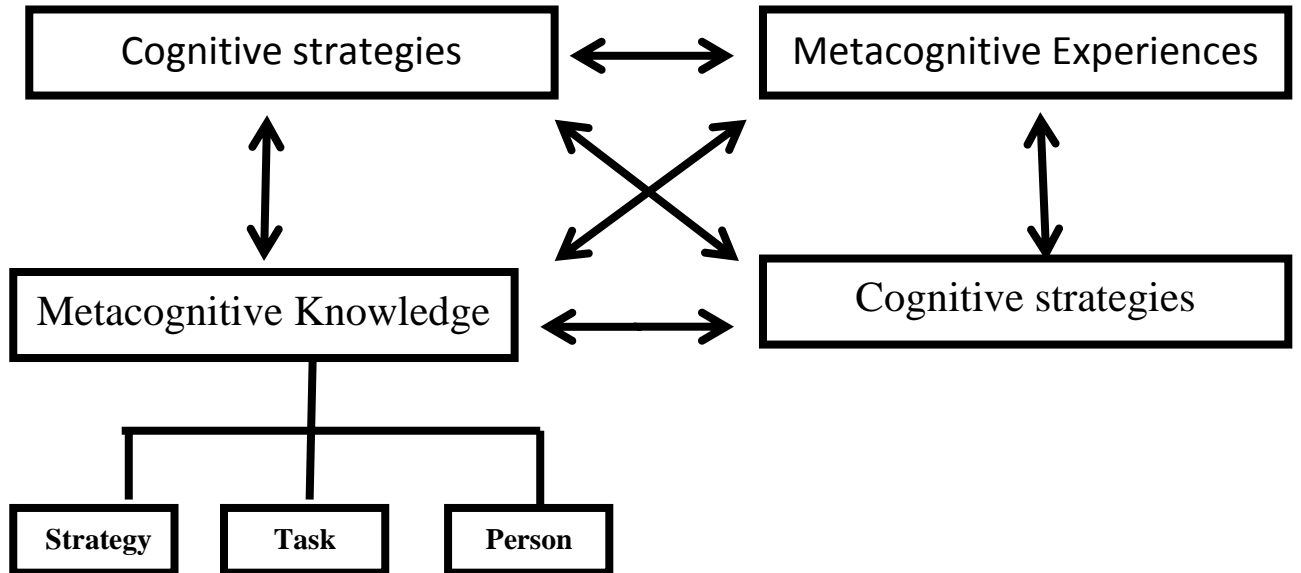 Cognitive strategies
Metacognitive Experiences
Metacognitive Knowledge
Cognitive strategies
Strategy
Task
Person